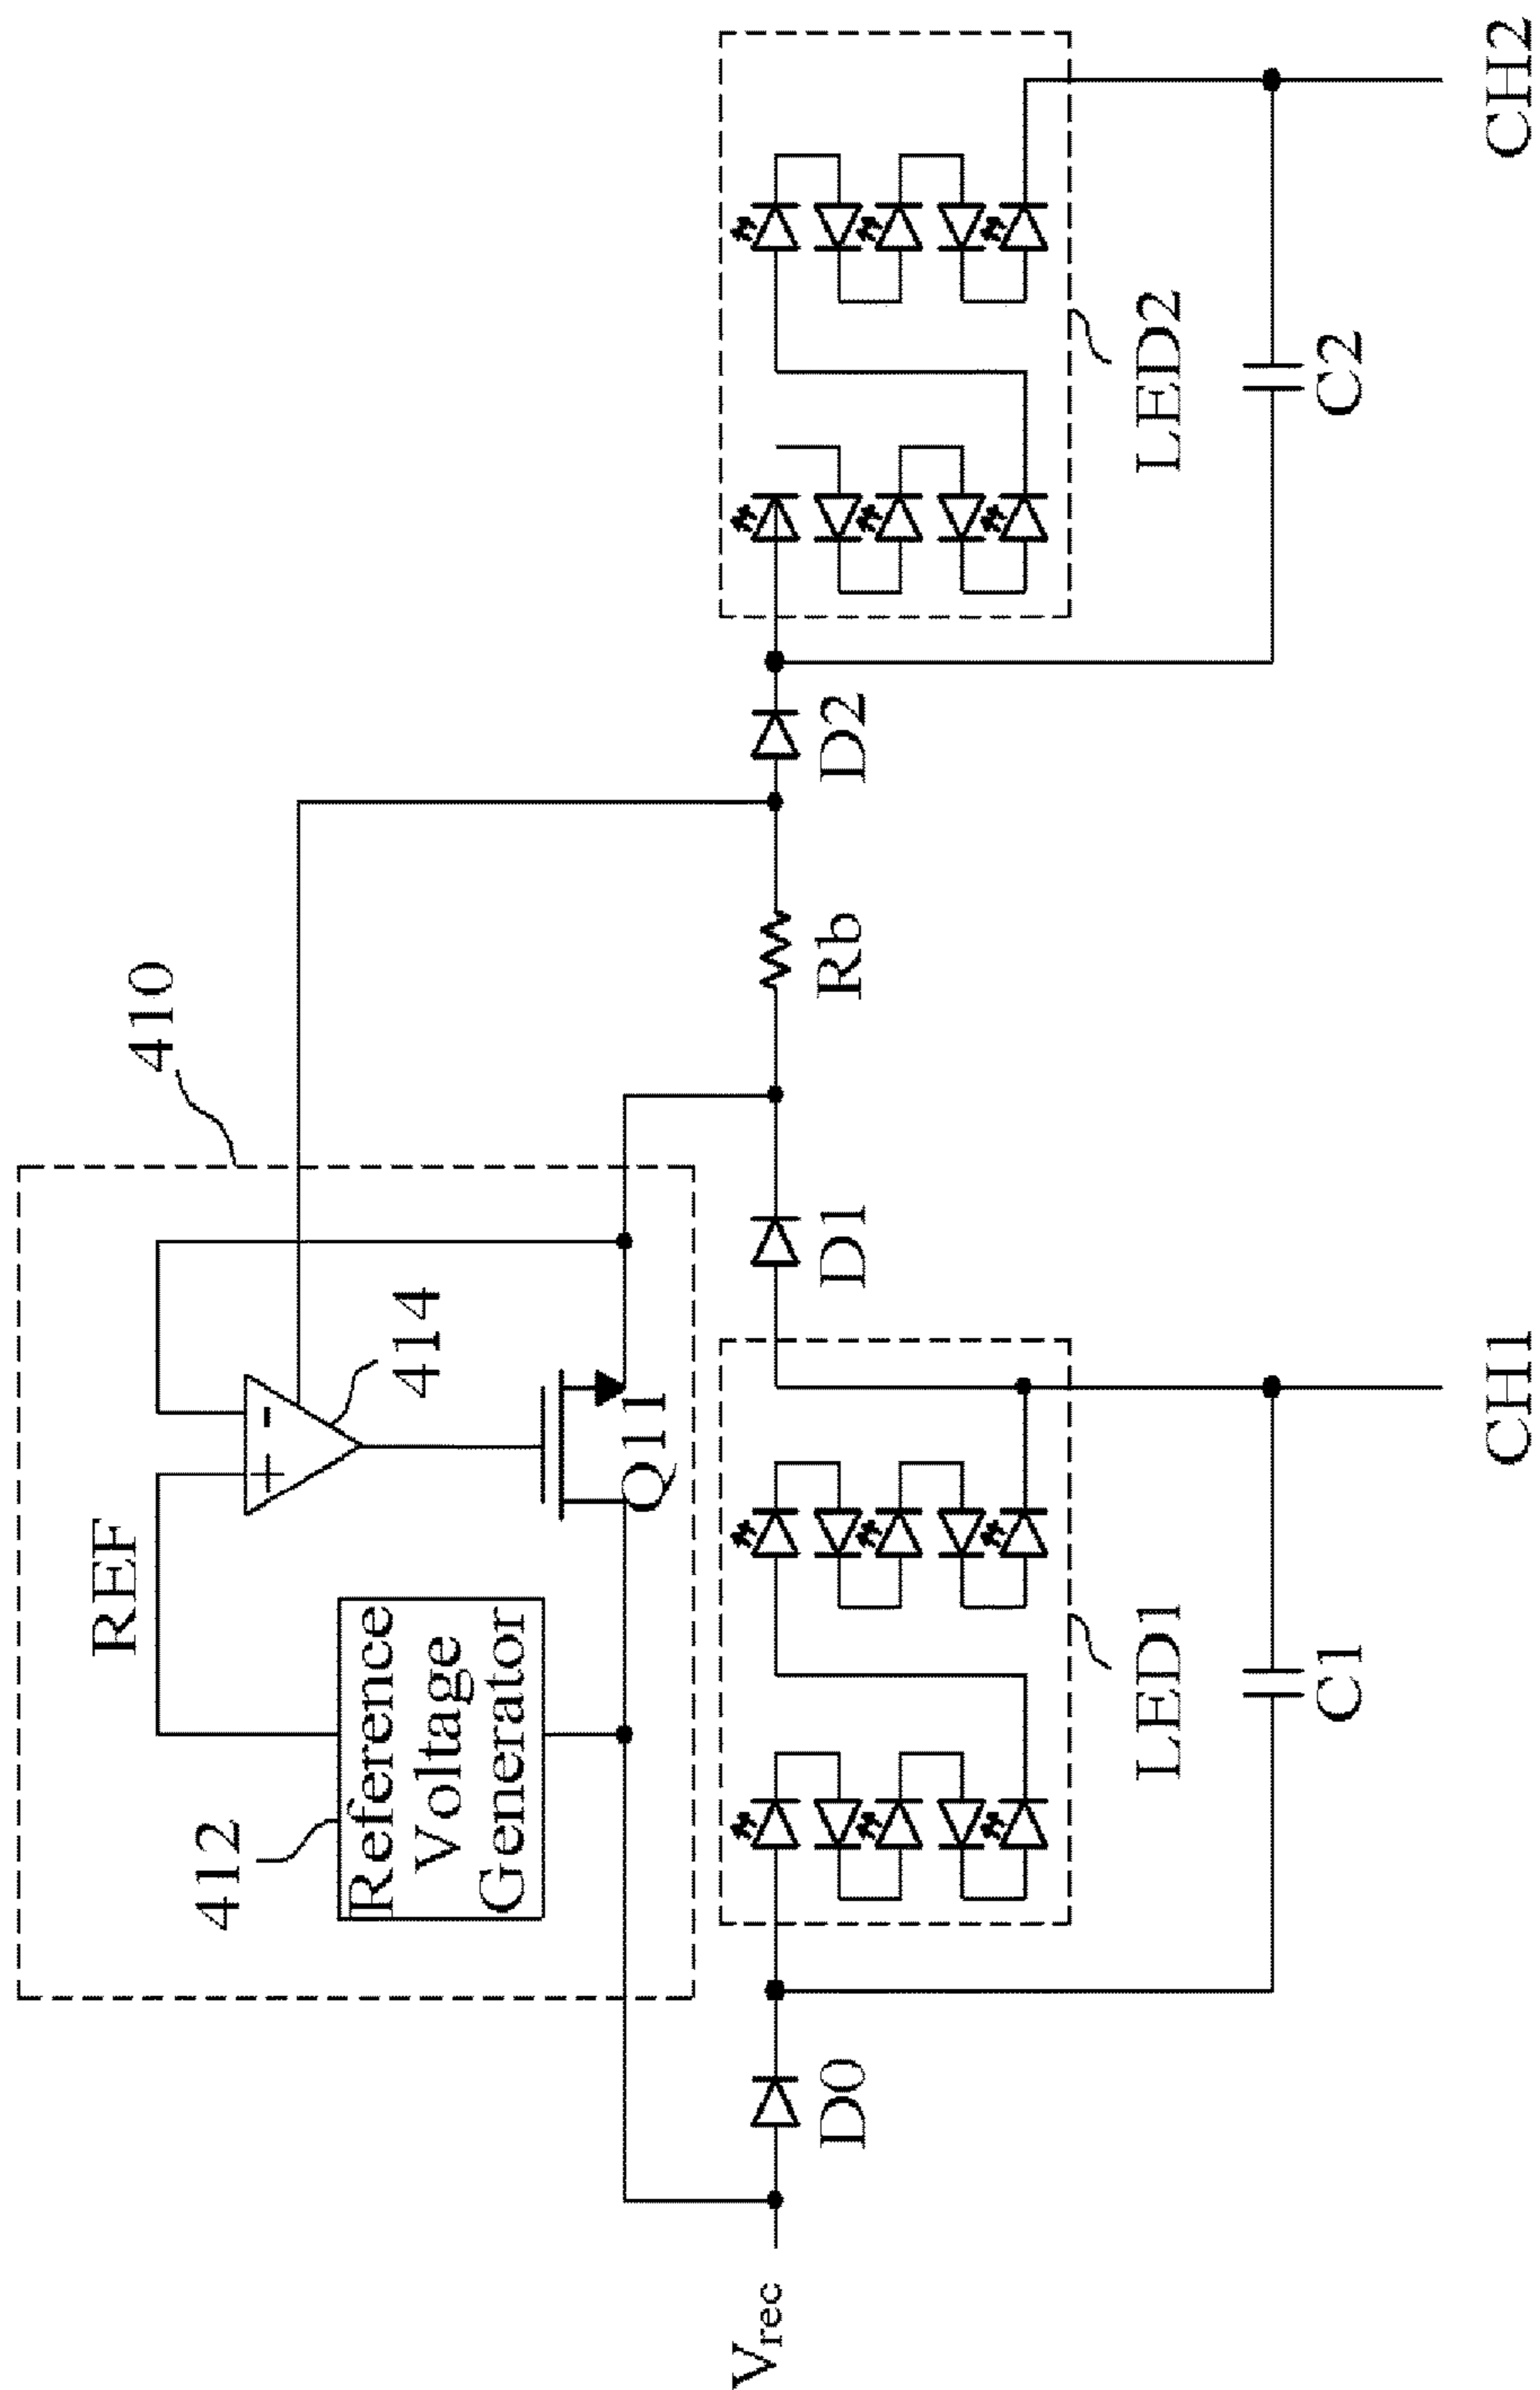 410
REF
414
412
Reference
Voltage
Generator
+
-
Q11
Vrec
D0
D1
Rb
D2
LED1
LED2
C1
C2
CH1
CH2